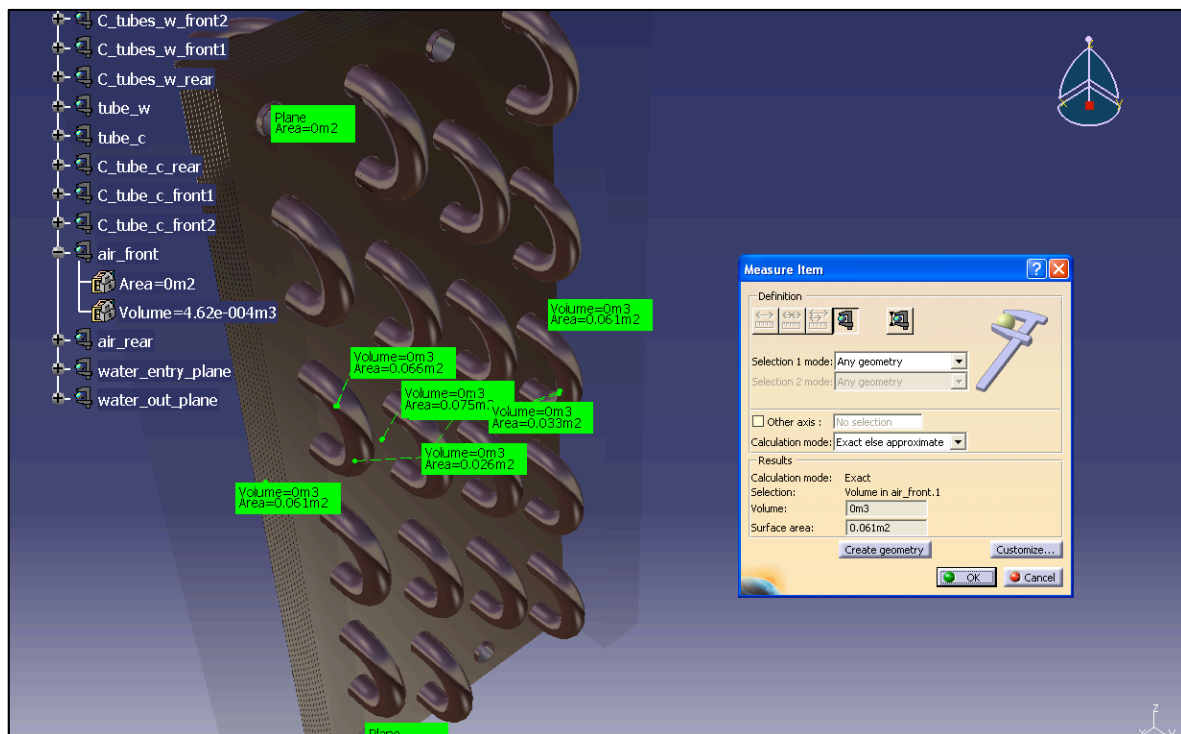 C_tubes_w_front2
C_tubes_w_front1
C_tubes_w_rear
tube_w
tube_c
C_tube_c_rear
C_tube_c_front1
C_tube_c_front2
air_front
Area=0m2
Volume=4.62e-004m3
air_rear
water_entry_plane
water_out_plane
Plane
Area=0m2
Volume=0m3
Area=0.061m2
Volume=0m3
Area=0.066m2
Volume=0m3
Area=0.075m2
Volume=0m3
Area=0.033m2
Volume=0m3
Area=0.026m2
Volume=0m3
Area=0.061m2
Plane
Measure Item
Definition
Selection 1 mode: Any geometry
Selection 2 mode: Any geometry
Other axis : No selection
Calculation mode: Exact else approximate
Results
Calculation mode: Exact
Selection: Volume in air_front.1
Volume: 0m3
Surface area: 0.061m2
Create geometry Customize...
OK Cancel
z